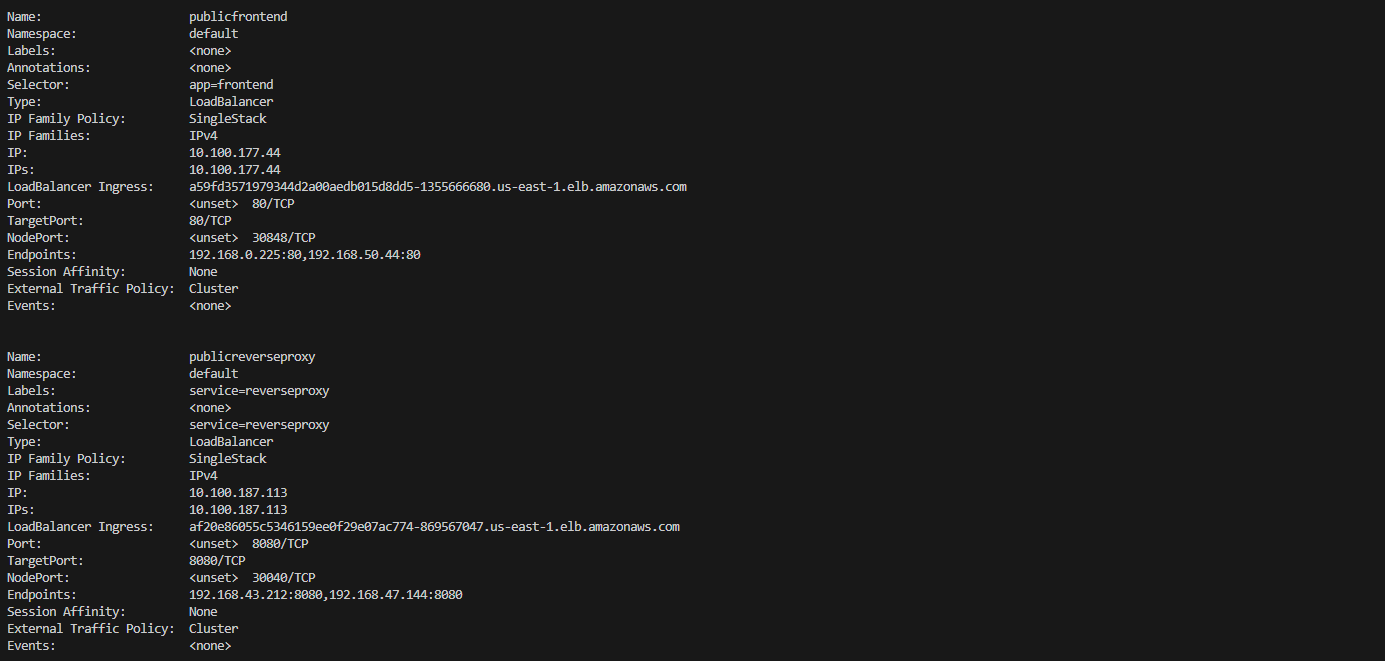 Name:                     publicfrontend
Namespace:                default
Labels:                   <none>
Annotations:              <none>
Selector:                 app=frontend
Type:                     LoadBalancer
IP Family Policy:         SingleStack
IP Families:              IPv4
IP:                       10.100.177.44
IPs:                      10.100.177.44
LoadBalancer Ingress:     a59fd3571979344d2a00aedb015d8dd5-1355666680.us-east-1.elb.amazonaws.com
Port:                     <unset>  80/TCP
TargetPort:               80/TCP
NodePort:                 <unset>  30848/TCP
Endpoints:                192.168.0.225:80,192.168.50.44:80
Session Affinity:         None
External Traffic Policy:  Cluster
Events:                   <none>
Name:                     publicreverseproxy
Namespace:                default
Labels:                   service=reverseproxy
Annotations:              <none>
Selector:                 service=reverseproxy
Type:                     LoadBalancer
IP Family Policy:         SingleStack
IP Families:              IPv4
IP:                       10.100.187.113
IPs:                      10.100.187.113
LoadBalancer Ingress:     af20e86055c5346159ee0f29e07ac774-869567047.us-east-1.elb.amazonaws.com
Port:                     <unset>  8080/TCP
TargetPort:               8080/TCP
NodePort:                 <unset>  30040/TCP
Endpoints:                192.168.43.212:8080,192.168.47.144:8080
Session Affinity:         None
External Traffic Policy:  Cluster
Events:                   <none>